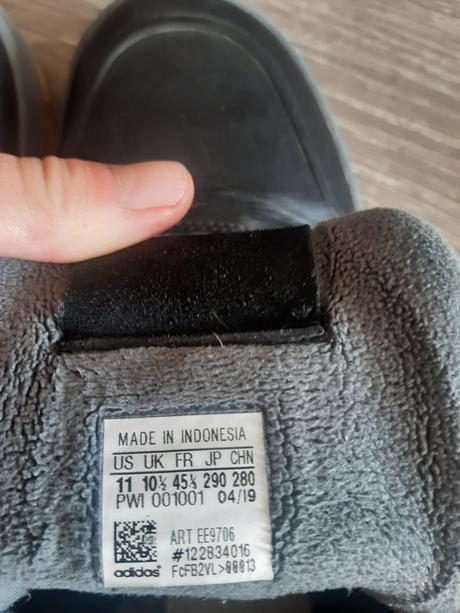 MADE IN INDONESIA
US UK FR JP CHN
11 10½ 45⅓ 290 280
PWI 001001 04/19
ART EE9706
#122834016
adidas FcFB2VL>00013